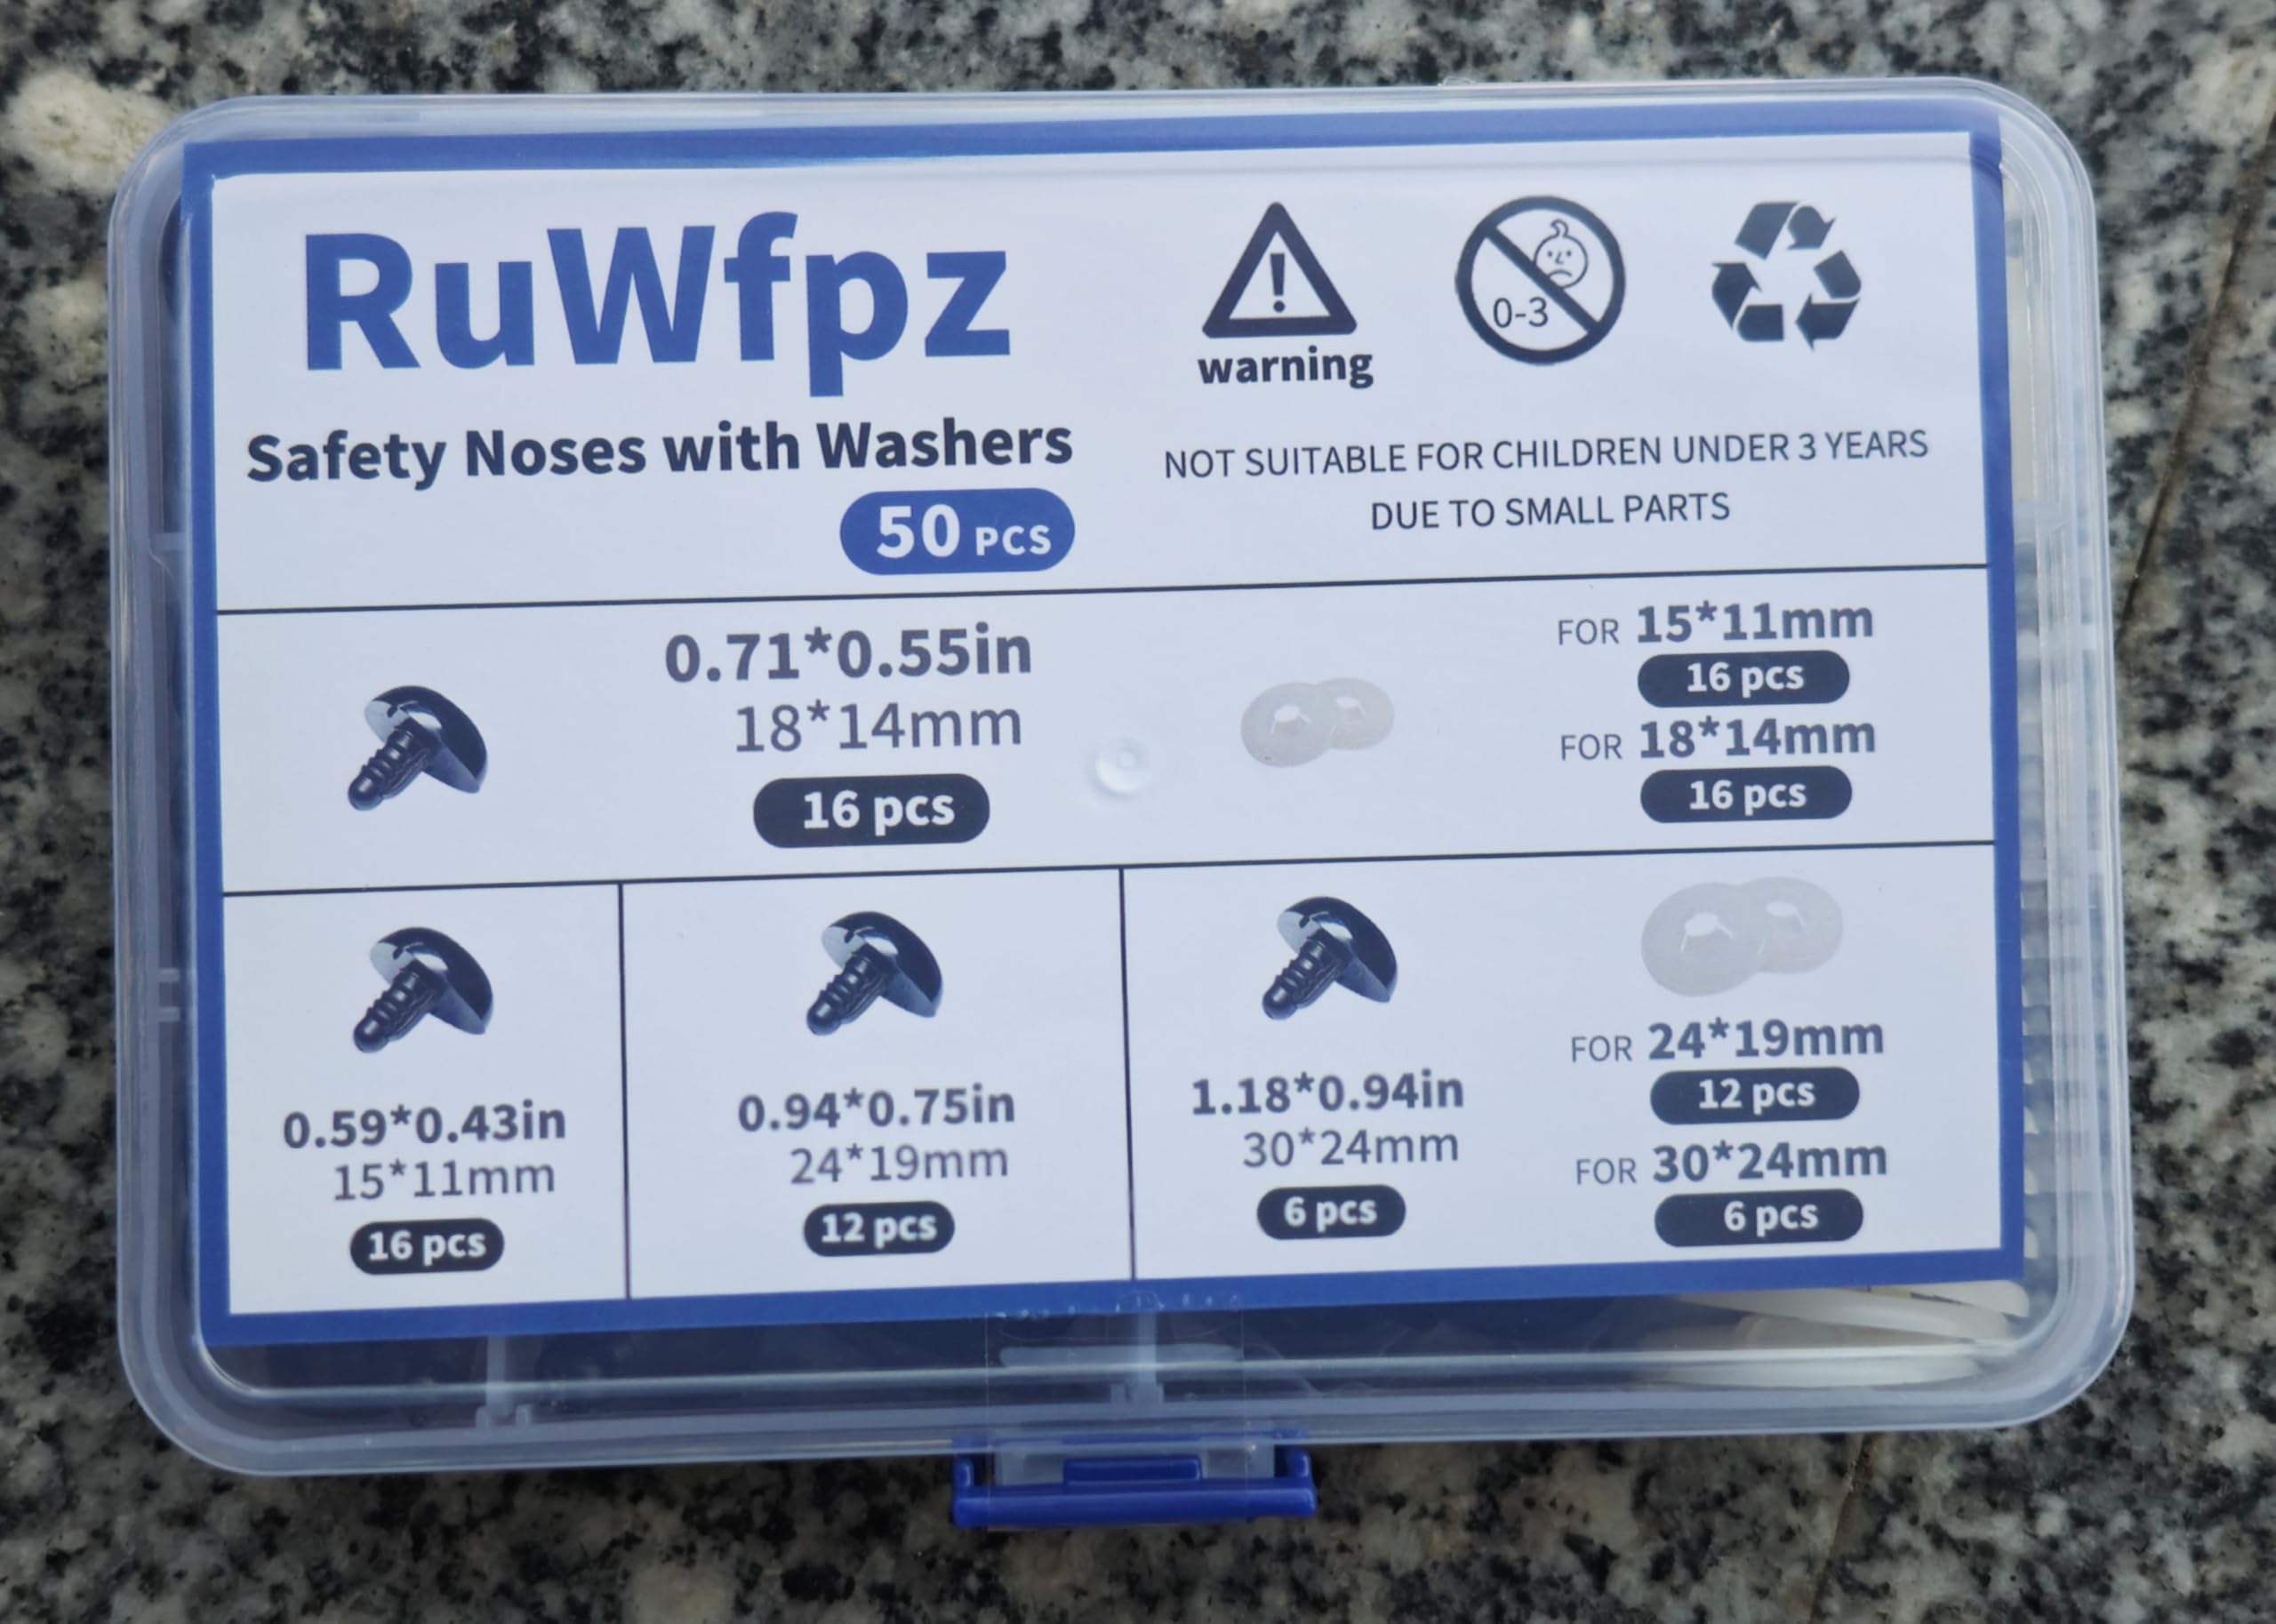 RuWfpz
Safety Noses with Washers
50 PCS
warning
0-3
NOT SUITABLE FOR CHILDREN UNDER 3 YEARS
DUE TO SMALL PARTS
0.71*0.55in
18*14mm
16 pcs
FOR 15*11mm
16 pcs
FOR 18*14mm
16 pcs
0.59*0.43in
15*11mm
16 pcs
0.94*0.75in
24*19mm
12 pcs
1.18*0.94in
30*24mm
6 pcs
FOR 24*19mm
12 pcs
FOR 30*24mm
6 pcs